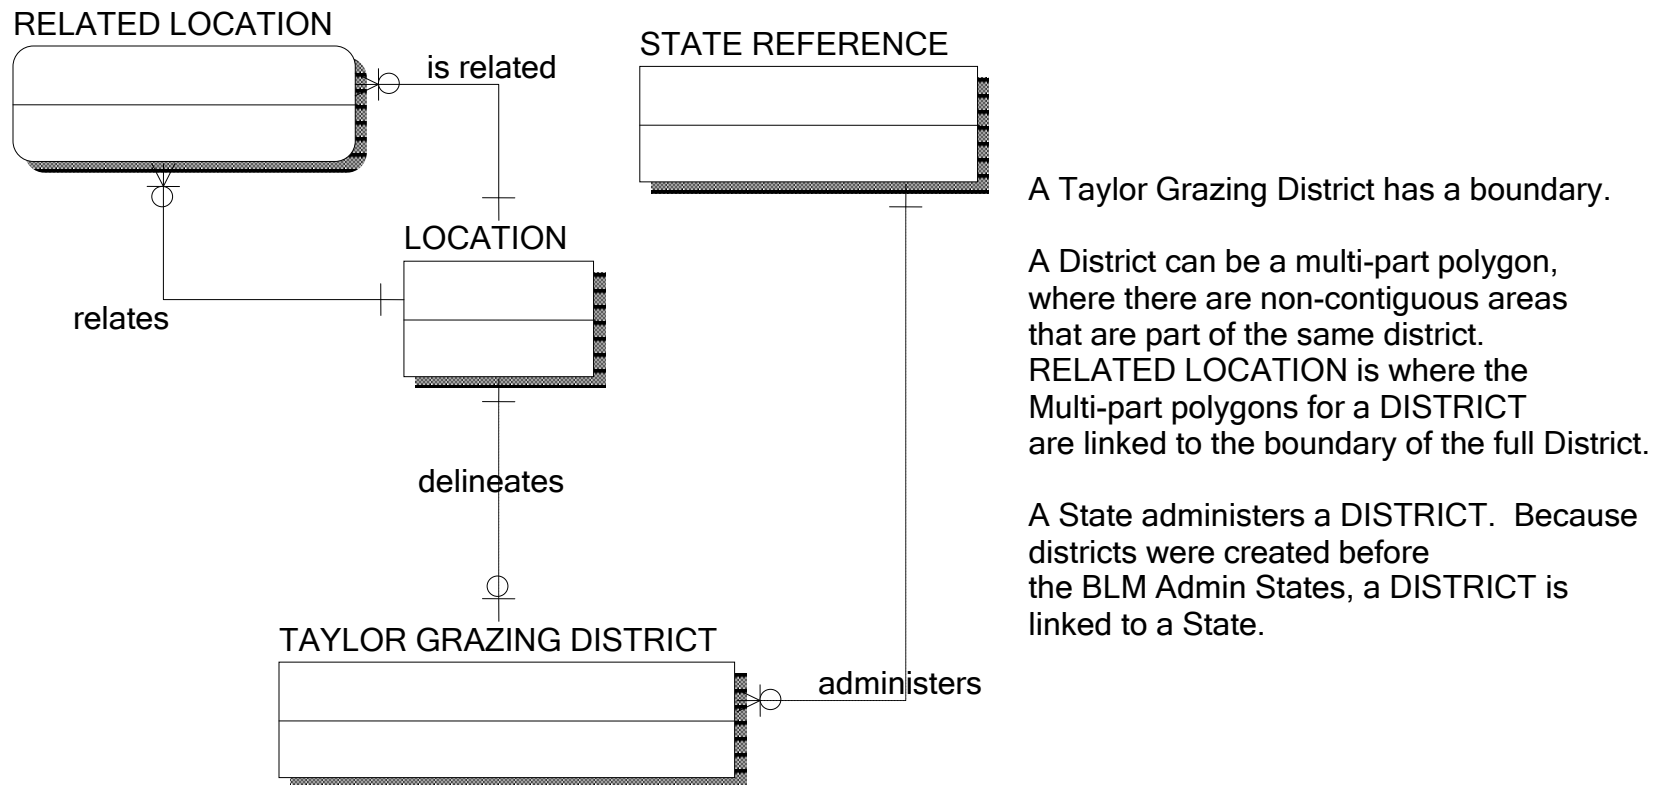 RELATED LOCATION
is related
STATE REFERENCE
LOCATION
relates
delineates
TAYLOR GRAZING DISTRICT
administers
A Taylor Grazing District has a boundary.
A District can be a multi-part polygon,
where there are non-contiguous areas
that are part of the same district.
RELATED LOCATION is where the
Multi-part polygons for a DISTRICT
are linked to the boundary of the full District.
A State administers a DISTRICT.  Because
districts were created before
the BLM Admin States, a DISTRICT is
linked to a State.